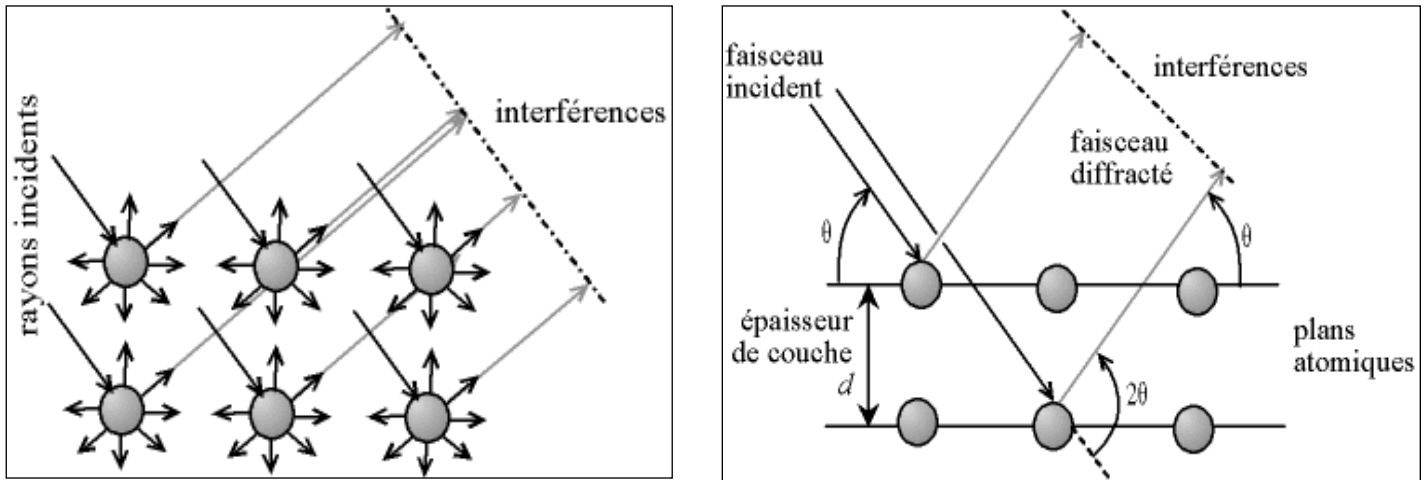 rayons incidents
interférences
faisceau
incident
interférences
faisceau
diffracté
θ
θ
épaisseur
de couche
d
plans
atomiques
2θ